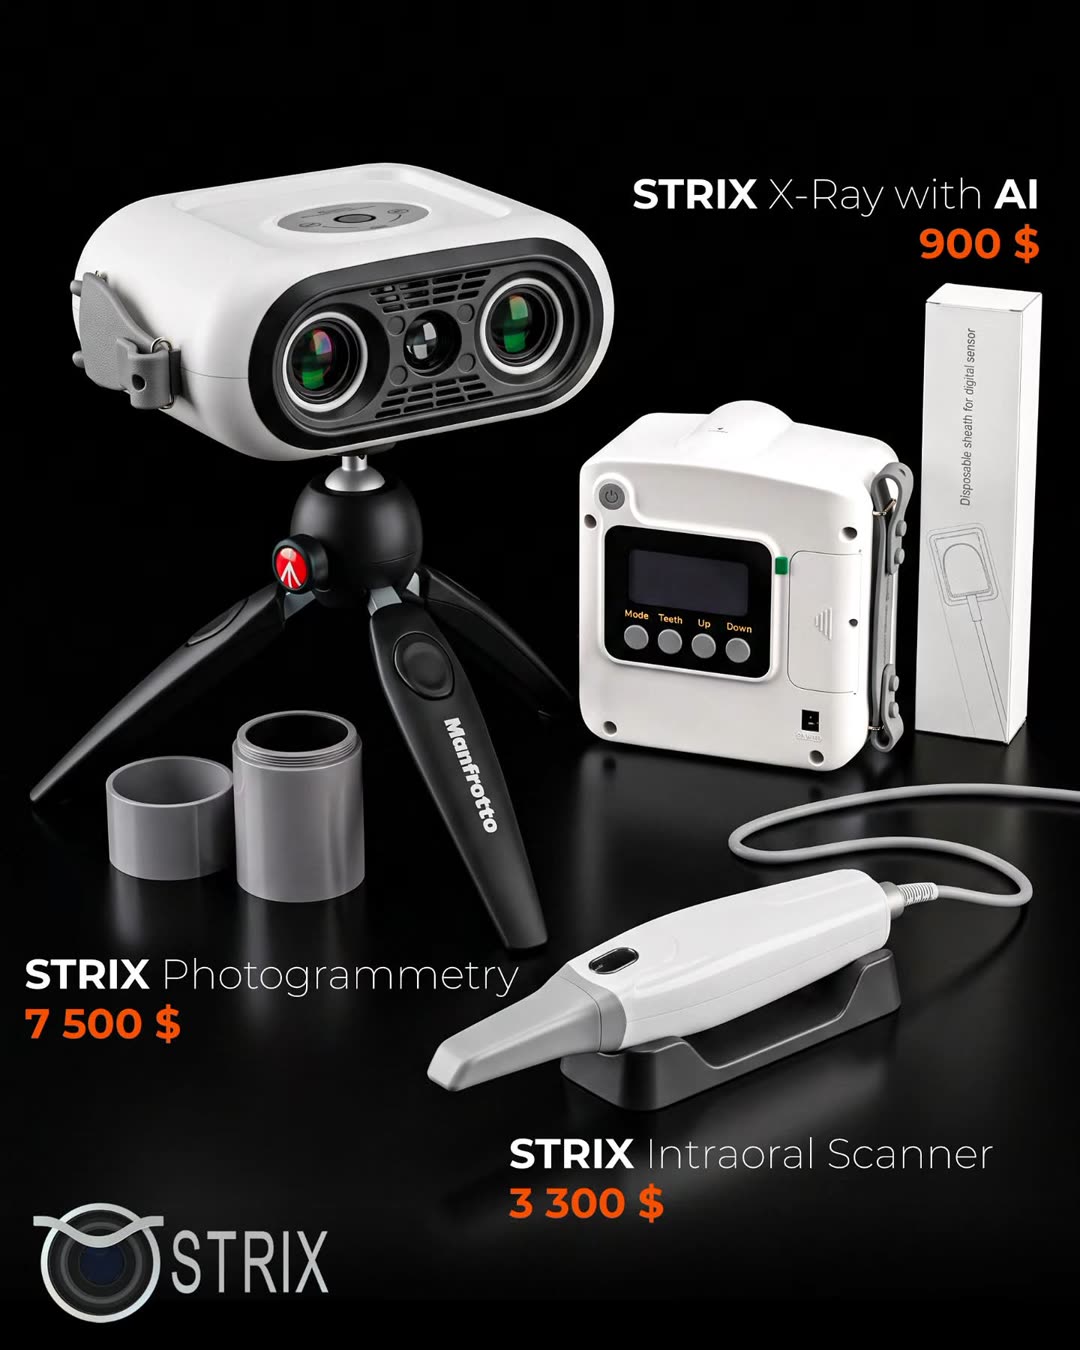 STRIX X-Ray with AI
900 $
Disposable sheath for digital sensor
Mode Teeth Up Down
Manfrotto
STRIX Photogrammetry
7 500 $
STRIX Intraoral Scanner
3 300 $
STRIX